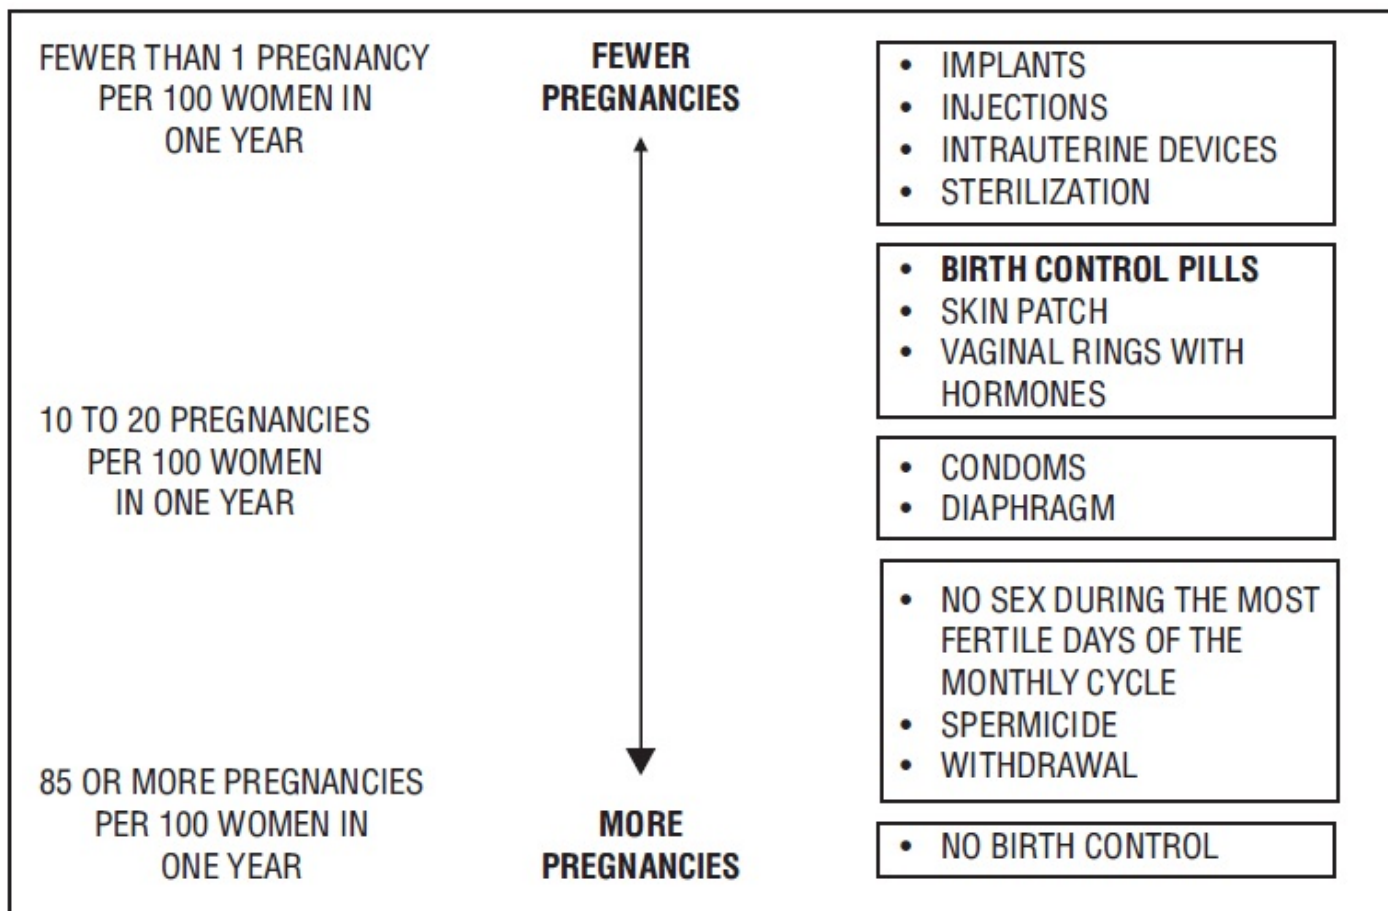 FEWER THAN 1 PREGNANCY
PER 100 WOMEN IN
ONE YEAR
FEWER
PREGNANCIES
• IMPLANTS
• INJECTIONS
• INTRAUTERINE DEVICES
• STERILIZATION
• BIRTH CONTROL PILLS
• SKIN PATCH
• VAGINAL RINGS WITH
HORMONES
10 TO 20 PREGNANCIES
PER 100 WOMEN
IN ONE YEAR
• CONDOMS
• DIAPHRAGM
• NO SEX DURING THE MOST
FERTILE DAYS OF THE
MONTHLY CYCLE
• SPERMICIDE
• WITHDRAWAL
85 OR MORE PREGNANCIES
PER 100 WOMEN IN
ONE YEAR
MORE
PREGNANCIES
• NO BIRTH CONTROL